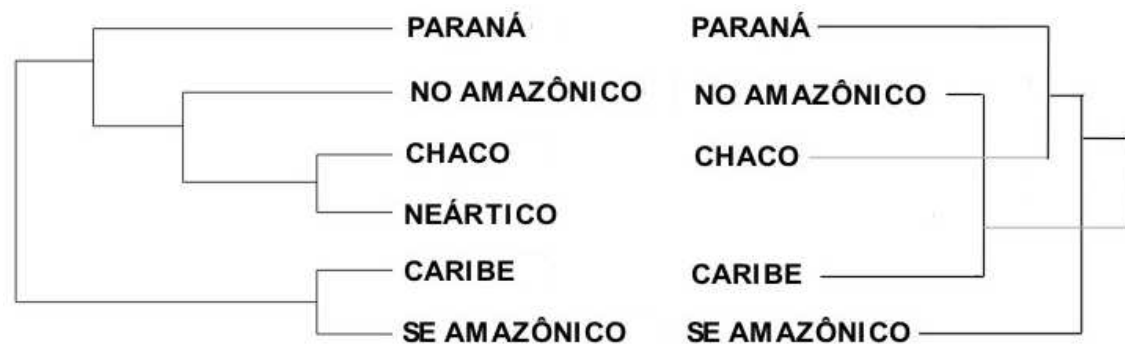 PARANÁ
NO AMAZÔNICO
CHACO
NEÁRTICO
CARIBE
SE AMAZÔNICO
PARANÁ
NO AMAZÔNICO
CHACO
CARIBE
SE AMAZÔNICO